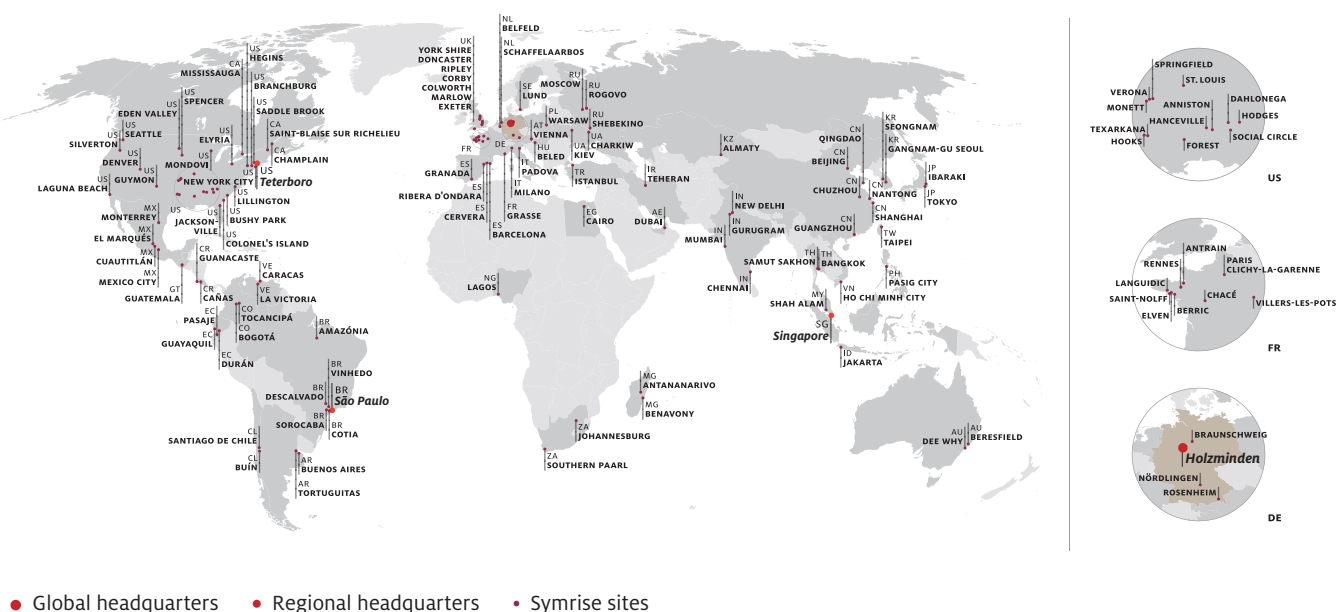 NL
BELFELD
NL
SCHAFFELAARBOS
UK
YORK SHIRE
DONCASTER
RIPLEY
CORBY
COLWORTH
MARLOW
EXETER
US
HEGINS
CA
MISSISSAUGA
US
BRANCHBURG
US
SPENCER
US
EDEN VALLEY
US
SADDLE BROOK
CA
SAINT-BLAISE SUR RICHELIEU
US
SEATTLE
US
SILVERTON
US
ELYRIA
CA
CHAMPLAIN
US
DENVER
US
MONDOVI
US
GUYMON
US
NEW YORK CITY
US
Teterboro
LAGUNA BEACH
US
US
LILLINGTON
MX
MONTERREY
US
US
JACKSON-
VILLE
US
BUSHY PARK
MX
EL MARQUÉS
US
COLONEL'S ISLAND
MX
CUAUTITLÁN
CR
GUANACASTE
MX
MEXICO CITY
VE
CARACAS
GT
GUATEMALA
CR
CAÑAS
VE
LA VICTORIA
EC
PASAJE
CO
TOCANCIPÁ
EC
GUAYAQUIL
CO
BOGOTÁ
BR
AMAZÓNIA
EC
DURÁN
BR
VINHEDO
BR
DESCALVADO
BR
São Paulo
BR
SOROCABA
BR
COTIA
CL
SANTIAGO DE CHILE
CL
BUÍN
AR
BUENOS AIRES
AR
TORTUGUITAS
SE
LUND
RU
MOSCOW
RU
ROGOVO
PL
WARSAW
RU
SHEBEKINO
AT
VIENNA
UA
CHARKIW
DE
HU
BELED
UA
KIEV
FR
ES
GRANADA
IT
PADOVA
TR
ISTANBUL
ES
RIBERA D'ONDARA
IT
MILANO
ES
CERVERA
FR
GRASSE
ES
BARCELONA
EG
CAIRO
IR
TEHERAN
AE
DUBAI
NG
LAGOS
MG
ANTANANARIVO
MG
BENAVONY
ZA
JOHANNESBURG
ZA
SOUTHERN PAARL
KZ
ALMATY
CN
QINGDAO
KR
SEONGNAM
CN
BEIJING
KR
GANGNAM-GU SEOUL
JP
IBARAKI
CN
CHUZHOU
CN
NANTONG
JP
TOKYO
IN
NEW DELHI
CN
SHANGHAI
IN
GURUGRAM
CN
GUANGZHOU
IN
MUMBAI
TW
TAIPEI
TH
SAMUT SAKHON
TH
BANGKOK
IN
CHENNAI
PH
PASIG CITY
VN
HO CHI MINH CITY
MY
SHAH ALAM
SG
Singapore
ID
JAKARTA
AU
DEE WHY
AU
BERESFIELD
SPRINGFIELD
ST. LOUIS
VERONA
MONETT
ANNISTON
DAHLONEGA
HODGES
HANCEVILLE
TEXARKANA
HOOKS
SOCIAL CIRCLE
FOREST
US
ANTRAIN
RENNES
PARIS
CLICHY-LA-GARENNE
LANGUIDIC
SAINT-NOLFF
CHACÉ
VILLERS-LES-POTS
ELVEN
BERRIC
FR
BRAUNSCHWEIG
Holzminden
NÖRDLINGEN
ROSENHEIM
DE
Global headquarters
Regional headquarters
Symrise sites